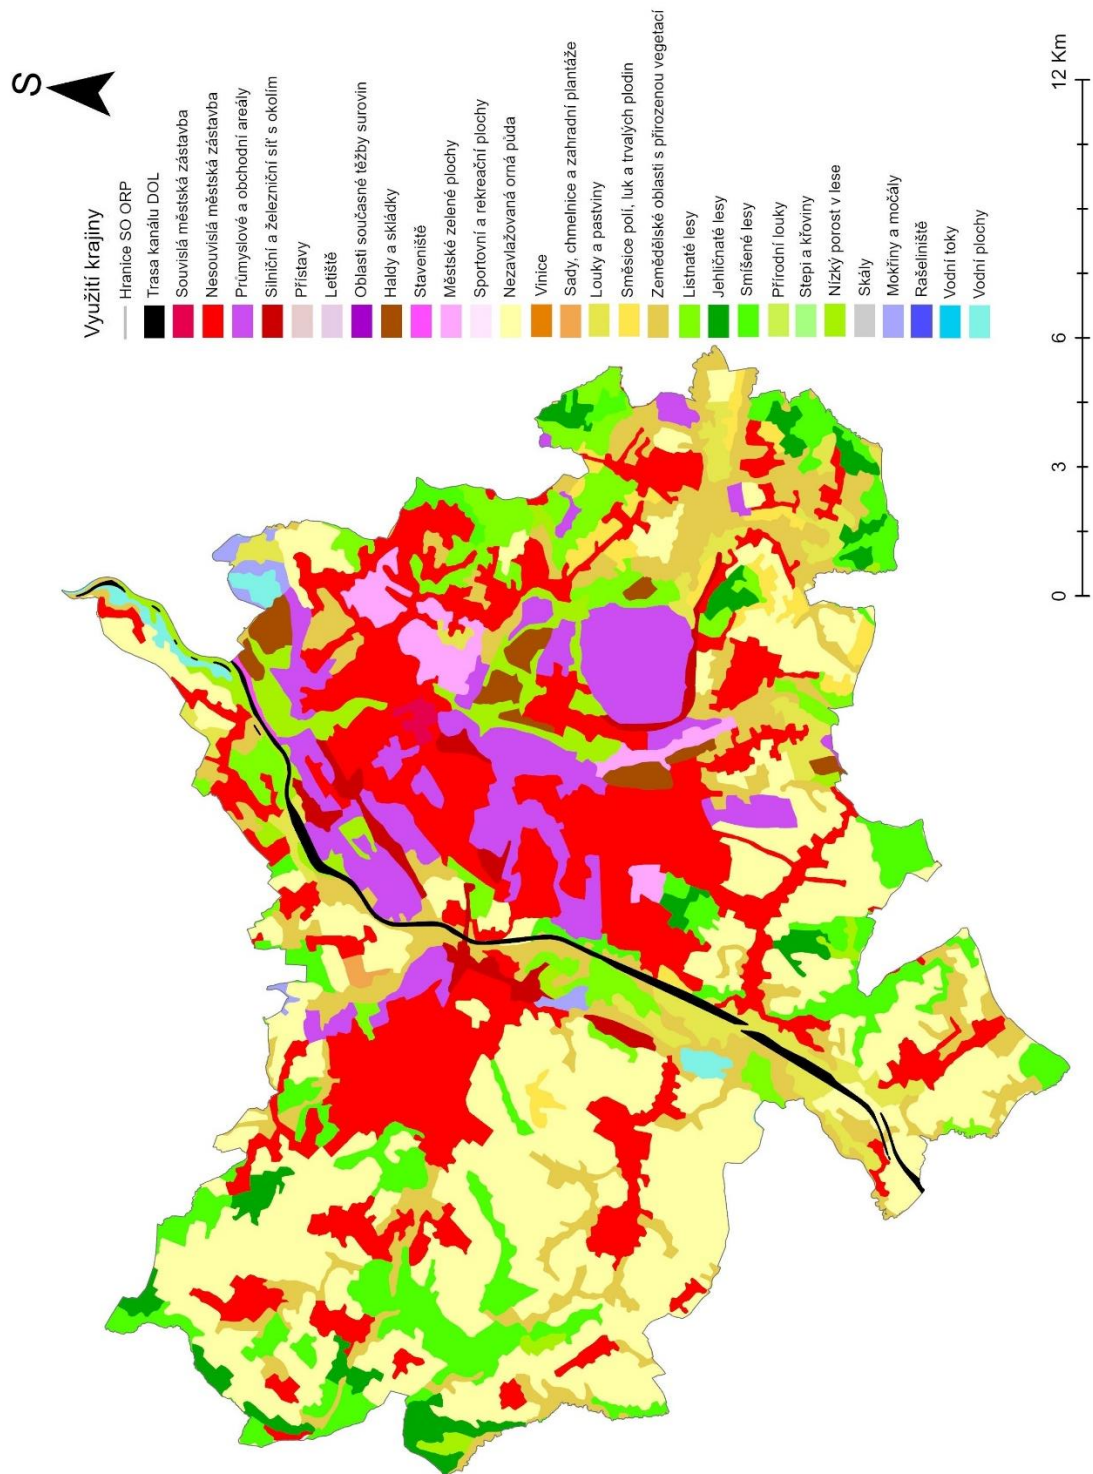 S
Využití krajiny
Hranice SO ORP
Trasa kanálu DOL
Souvislá městská zástavba
Nesouvislá městská zástavba
Průmyslové a obchodní areály
Silniční a železniční síť s okolím
Přístavy
Letiště
Oblasti současné těžby surovin
Haldy a skládky
Staveniště
Městské zelené plochy
Sportovní a rekreační plochy
Nezavlažovaná orná půda
Vinice
Sady, chmelnice a zahradní plantáže
Louky a pastviny
Směsice polí, luk a trvalých plodin
Zemědělské oblasti s přirozenou vegetací
Listnaté lesy
Jehličnaté lesy
Smíšené lesy
Přírodní louky
Stepi a křoviny
Nízký porost v lese
Skály
Mokřiny a močály
Rašeliniště
Vodní toky
Vodní plochy
0 3 6 12 Km